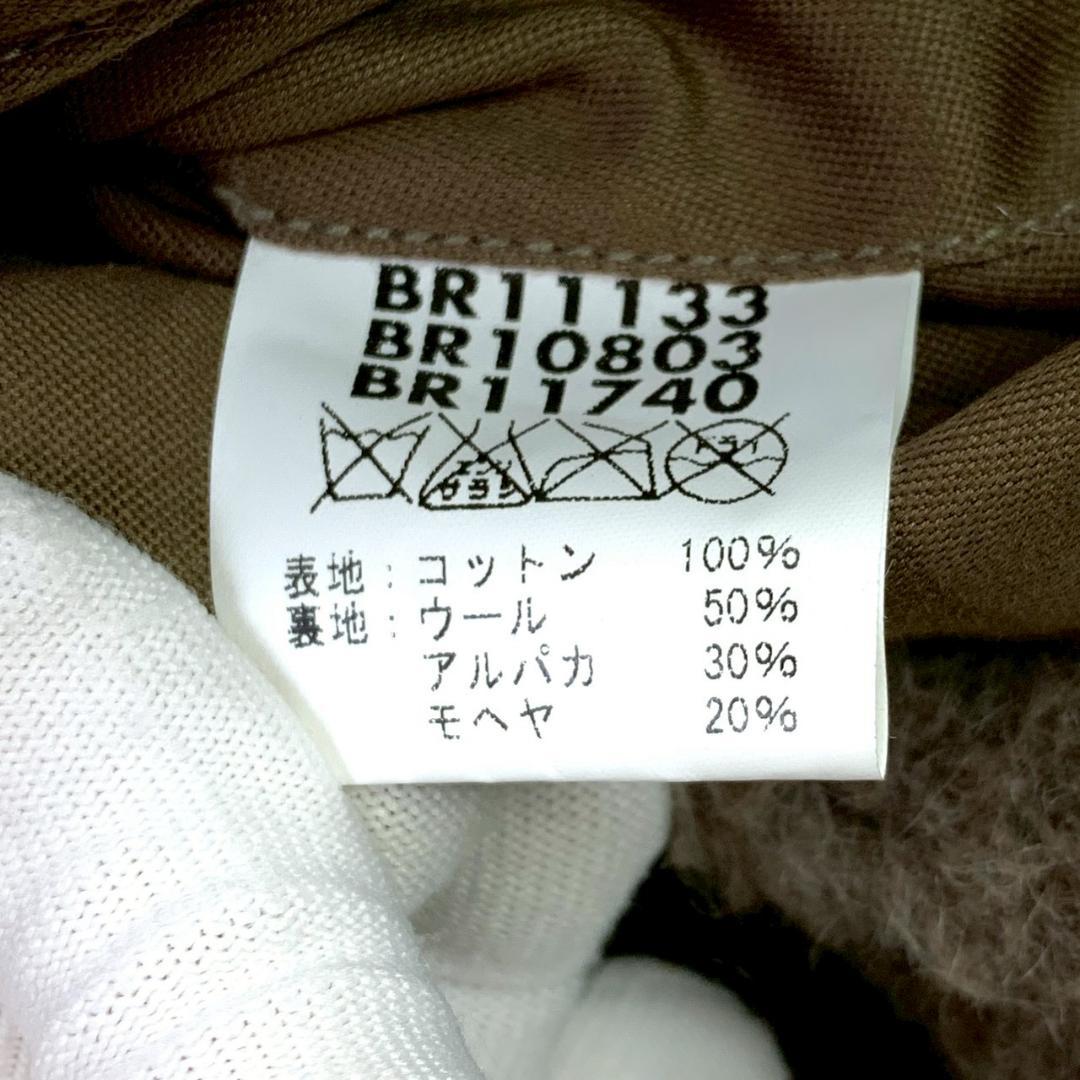 BR11133
BR10803
BR11740
エンソ
サラシ
ドライ
表地：コットン 100%
裏地：ウール 50%
アルパカ 30%
モヘヤ 20%